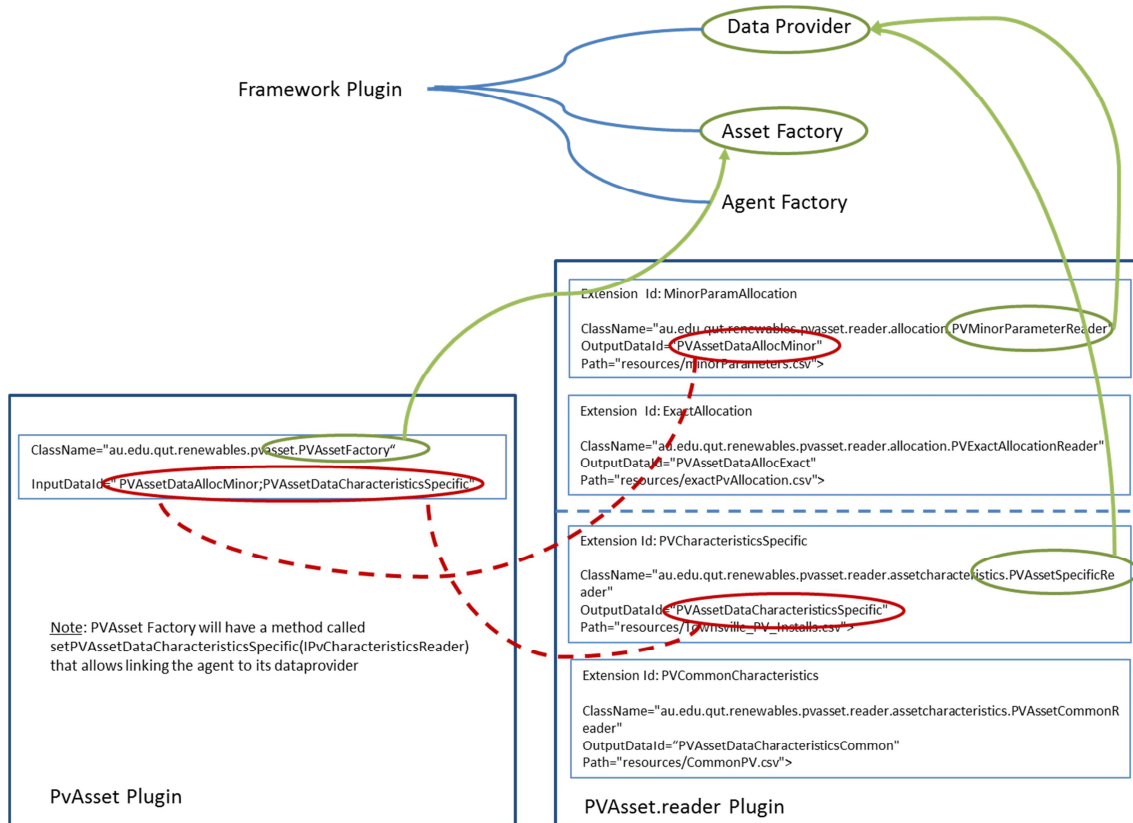 Data Provider
Framework Plugin
Asset Factory
Agent Factory
Extension Id: MinorParamAllocation
ClassName="au.edu.qut.renewables.pvasset.reader.allocation.PVMinorParameterReader"
OutputDataId="PVAssetDataAllocMinor"
Path="resources/minorParameters.csv">
Extension Id: ExactAllocation
ClassName="au.edu.qut.renewables.pvasset.reader.allocation.PVExactAllocationReader"
OutputDataId="PVAssetDataAllocExact"
Path="resources/exactPvAllocation.csv">
Extension Id: PVCharacteristicsSpecific
ClassName="au.edu.qut.renewables.pvasset.reader.assetcharacteristics.PVAssetSpecificRe
ader"
OutputDataId="PVAssetDataCharacteristicsSpecific"
Path="resources/Townsville_PV_Installs.csv">
Extension Id: PVCommonCharacteristics
ClassName="au.edu.qut.renewables.pvasset.reader.assetcharacteristics.PVAssetCommonR
eader"
OutputDataId=“PVAssetDataCharacteristicsCommon"
Path="resources/CommonPV.csv">
PVAsset.reader Plugin
ClassName="au.edu.qut.renewables.pvasset.PVAssetFactory“
InputDataId="PVAssetDataAllocMinor;PVAssetDataCharacteristicsSpecific"
Note: PVAsset Factory will have a method called
setPVAssetDataCharacteristicsSpecific(IPvCharacteristicsReader)
that allows linking the agent to its dataprovider
PvAsset Plugin